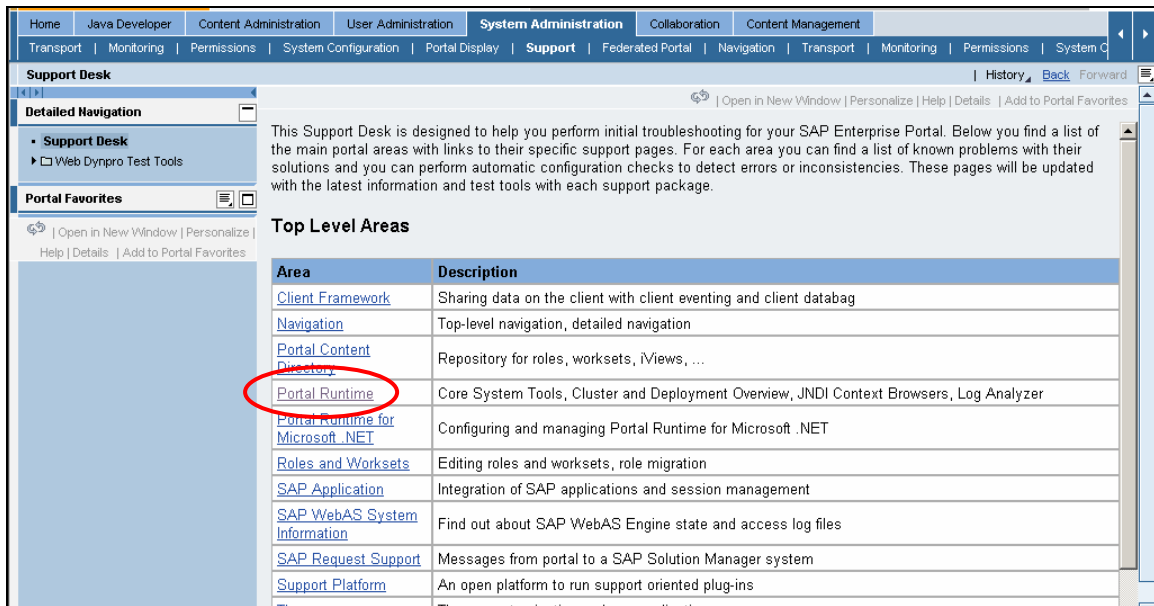 Home Java Developer Content Administration User Administration System Administration Collaboration Content Management
Transport | Monitoring | Permissions | System Configuration | Portal Display | Support | Federated Portal | Navigation | Transport | Monitoring | Permissions | System C
Support Desk | History Back Forward
Detailed Navigation
Support Desk
Web Dynpro Test Tools
Portal Favorites
| Open in New Window | Personalize |
Help | Details | Add to Portal Favorites
| Open in New Window | Personalize | Help | Details | Add to Portal Favorites
This Support Desk is designed to help you perform initial troubleshooting for your SAP Enterprise Portal. Below you find a list of
the main portal areas with links to their specific support pages. For each area you can find a list of known problems with their
solutions and you can perform automatic configuration checks to detect errors or inconsistencies. These pages will be updated
with the latest information and test tools with each support package.
Top Level Areas
Area Description
Client Framework Sharing data on the client with client eventing and client databag
Navigation Top-level navigation, detailed navigation
Portal Content
Directory Repository for roles, worksets, iViews, ...
Portal Runtime Core System Tools, Cluster and Deployment Overview, JNDI Context Browsers, Log Analyzer
Portal Runtime for
Microsoft .NET Configuring and managing Portal Runtime for Microsoft .NET
Roles and Worksets Editing roles and worksets, role migration
SAP Application Integration of SAP applications and session management
SAP WebAS System
Information Find out about SAP WebAS Engine state and access log files
SAP Request Support Messages from portal to a SAP Solution Manager system
Support Platform An open platform to run support oriented plug-ins